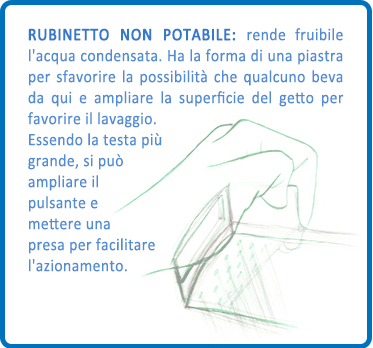 RUBINETTO NON POTABILE: rende fruibile
l'acqua condensata. Ha la forma di una piastra
per sfavorire la possibilità che qualcuno beva
da qui e ampliare la superficie del getto per
favorire il lavaggio.
Essendo la testa più
grande, si può
ampliare il
pulsante e
mettere una
presa per facilitare
l'azionamento.